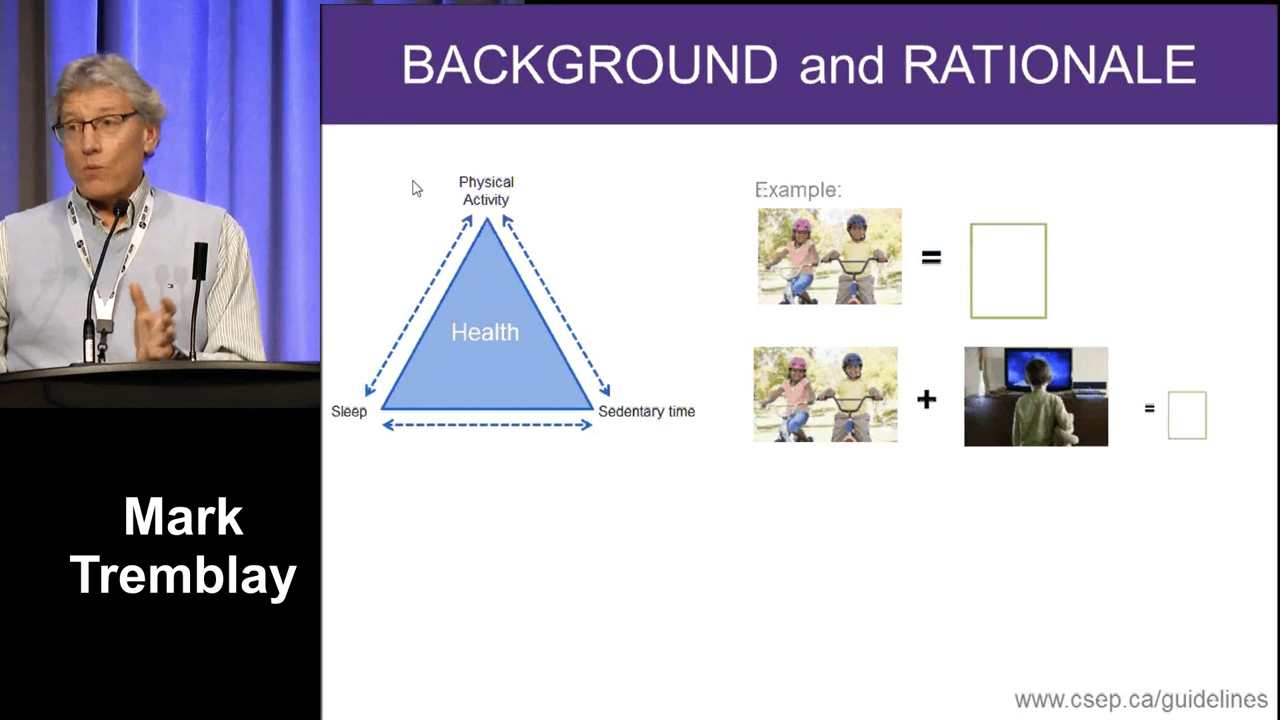 BACKGROUND and RATIONALE
Physical
Activity
Health
Sleep
Sedentary time
Example:
=
+
=
Mark
Tremblay
www.csep.ca/guidelines